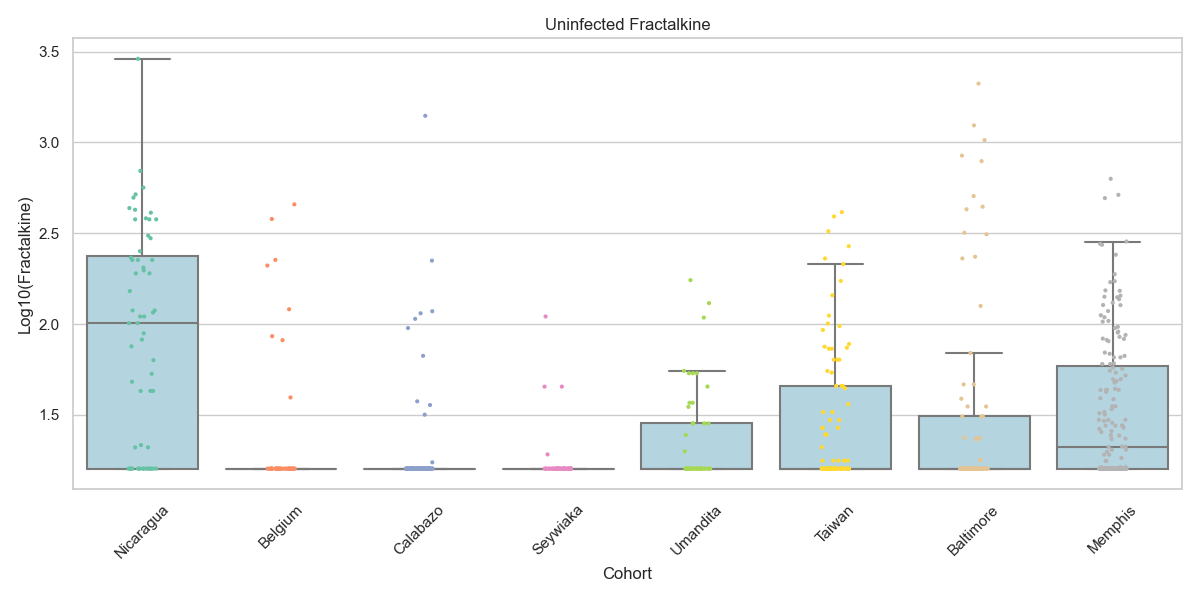 Uninfected Fractalkine
Log10(Fractalkine)
3.5
3.0
2.5
2.0
1.5
Nicaragua
Belgium
Calabazo
Seywiaka
Umandita
Taiwan
Baltimore
Memphis
Cohort